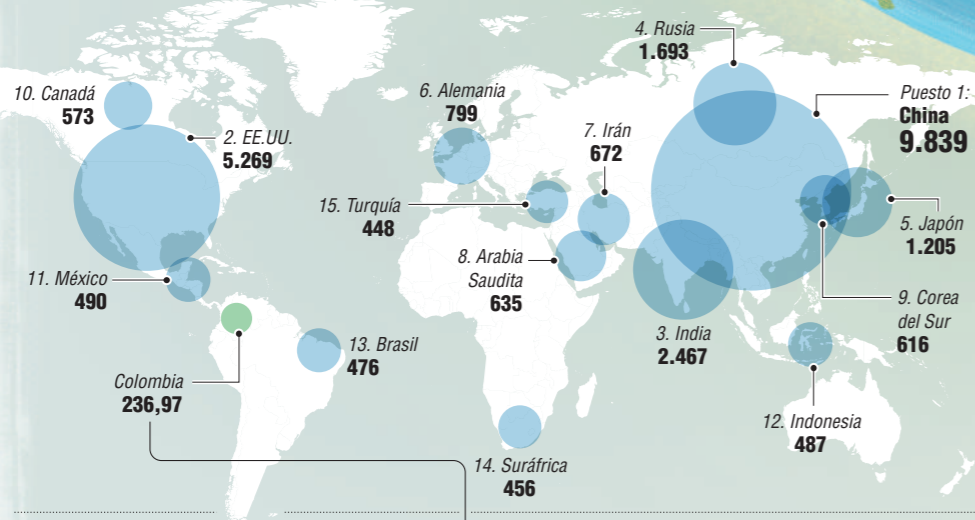 4. Rusia
1.693
Puesto 1:
China
9.839
10. Canadá
573
6. Alemania
799
2. EE.UU.
5.269
7. Irán
672
15. Turquía
448
5. Japón
1.205
8. Arabia
Saudita
635
11. México
490
9. Corea
del Sur
616
3. India
2.467
13. Brasil
476
Colombia
236,97
12. Indonesia
487
14. Suráfrica
456